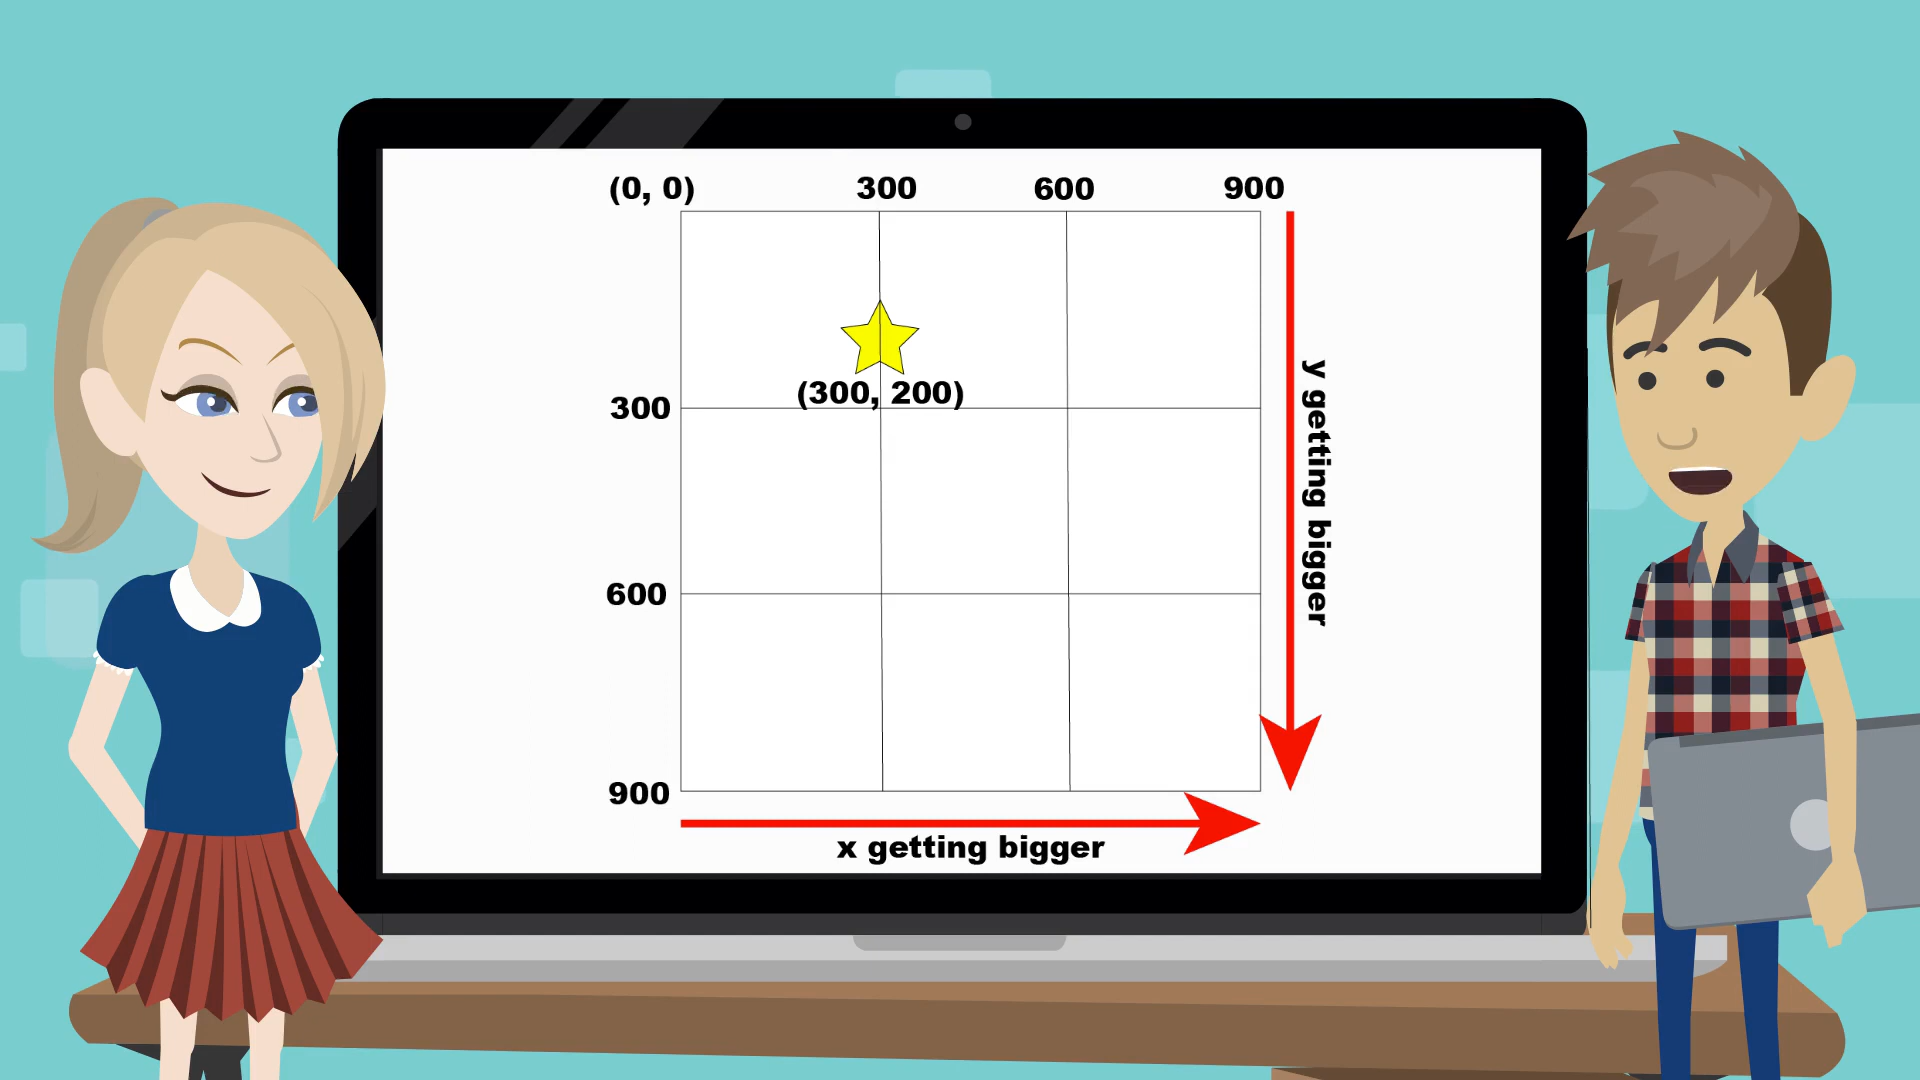 (0, 0) 300 600 900
(300, 200)
300
600
900
y getting bigger
x getting bigger